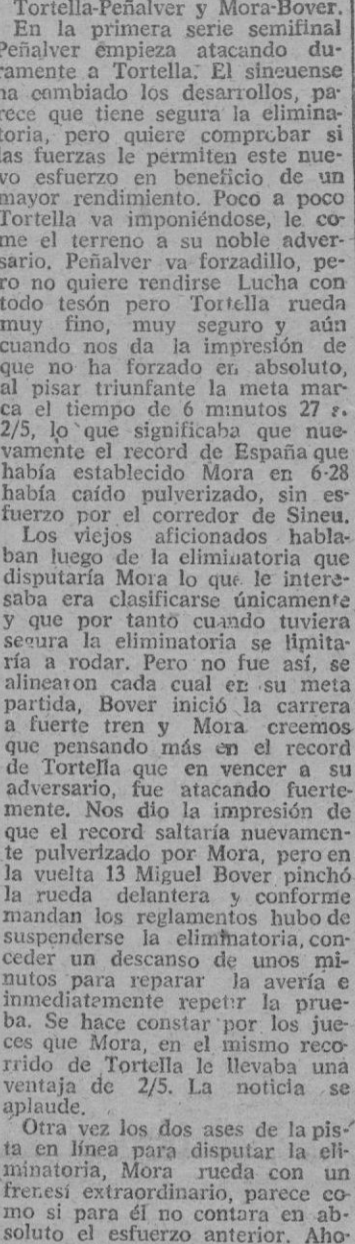 Tortella-Peñalver y Mora-Bover.
En la primera serie semifinal
Peñalver empieza atacando du-
ramente a Tortella. El sineuense
ha cambiado los desarrollos, pa-
rece que tiene segura la elimina-
toria, pero quiere comprobar si
las fuerzas le permiten este nue-
vo esfuerzo en beneficio de un
mayor rendimiento. Poco a poco
Tortella va imponiéndose, le co-
me el terreno a su noble adver-
sario. Peñalver va forzadillo, pe-
ro no quiere rendirse Lucha con
todo tesón pero Tortella rueda
muy fino, muy seguro y aún
cuando nos da la impresión de
que no ha forzado en absoluto,
al pisar triunfante la meta mar-
ca el tiempo de 6 minutos 27 s.
2/5, lo que significaba que nue-
vamente el record de España que
había establecido Mora en 6-28
había caído pulverizado, sin es-
fuerzo por el corredor de Sineu.
Los viejos aficionados habla-
ban luego de la eliminatoria que
disputaría Mora lo que le intere-
saba era clasificarse únicamente
y que por tanto cuando tuviera
segura la eliminatoria se limita-
ría a rodar. Pero no fue así, se
alinearon cada cual en su meta
partida, Bover inició la carrera
a fuerte tren y Mora creemos
que pensando más en el record
de Tortella que en vencer a su
adversario, fue atacando fuerte-
mente. Nos dio la impresión de
que el record saltaría nuevamen-
te pulverizado por Mora, pero en
la vuelta 13 Miguel Bover pinchó
la rueda delantera y conforme
mandan los reglamentos hubo de
suspenderse la eliminatoria, con-
ceder un descanso de unos mi-
nutos para reparar la avería e
inmediatamente repetir la prue-
ba. Se hace constar por los jue-
ces que Mora, en el mismo reco-
rrido de Tortella le llevaba una
ventaja de 2/5. La noticia se
aplaude.
Otra vez los dos ases de la pis-
ta en línea para disputar la eli-
minatoria, Mora rueda con un
frenesí extraordinario, parece co-
mo si para él no contara en ab-
soluto el esfuerzo anterior. Aho-